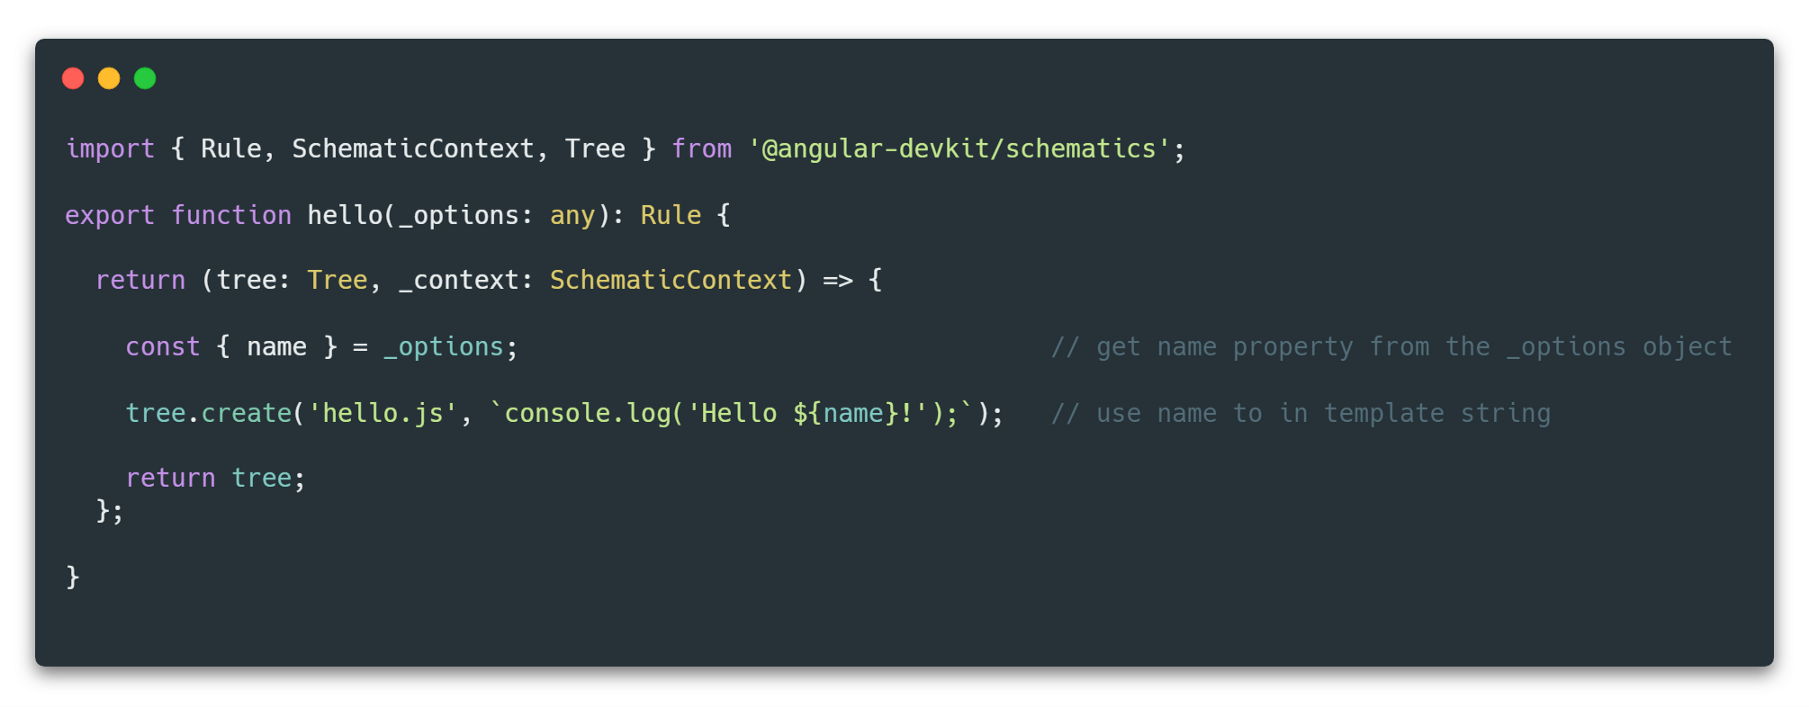 import { Rule, SchematicContext, Tree } from '@angular-devkit/schematics';
export function hello(_options: any): Rule {
return (tree: Tree, _context: SchematicContext) => {
const { name } = _options; // get name property from the _options object
tree.create('hello.js', `console.log('Hello ${name}!');`); // use name to in template string
return tree;
};
}